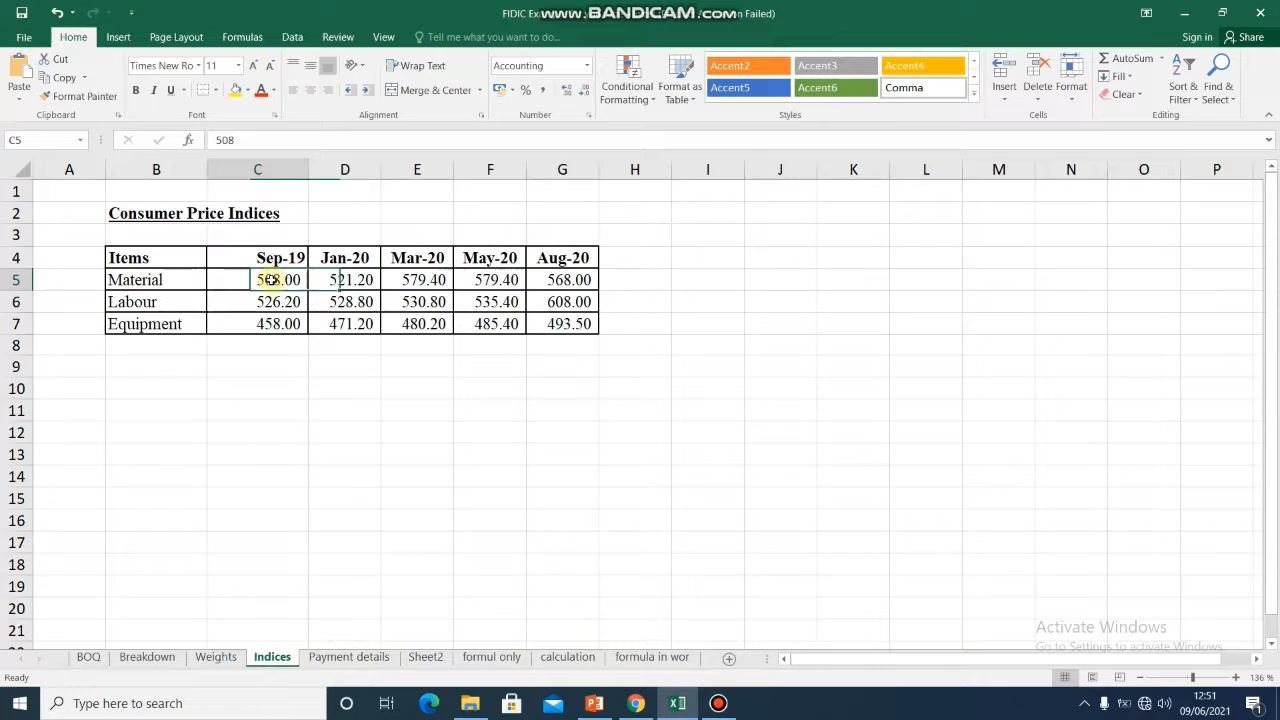 FIDIC Ex www.BANDICAM.com n Failed)
File Home Insert Page Layout Formulas Data Review View Tell me what you want to do... Sign in Share
Paste Cut Copy Format Painter Clipboard
Times New Ro 11 B I U Font
Wrap Text Merge & Center Alignment
Accounting % , Number
Conditional Formatting Format as Table
Accent2 Accent3 Accent4
Accent5 Accent6 Comma
Styles
Insert Delete Format Cells
AutoSum Fill Clear Sort & Filter Find & Select Editing
C5 fx 508
A B C D E F G H I J K L M N O P
1
2 Consumer Price Indices
3
4 Items Sep-19 Jan-20 Mar-20 May-20 Aug-20
5 Material 508.00 521.20 579.40 579.40 568.00
6 Labour 526.20 528.80 530.80 535.40 608.00
7 Equipment 458.00 471.20 480.20 485.40 493.50
8
9
10
11
12
13
14
15
16
17
18
19
20
21
Activate Windows
Go to Settings to activate Windows.
BOQ Breakdown Weights Indices Payment details Sheet2 formul only calculation formula in wor
Ready 136 %
Type here to search
12:51
09/06/2021